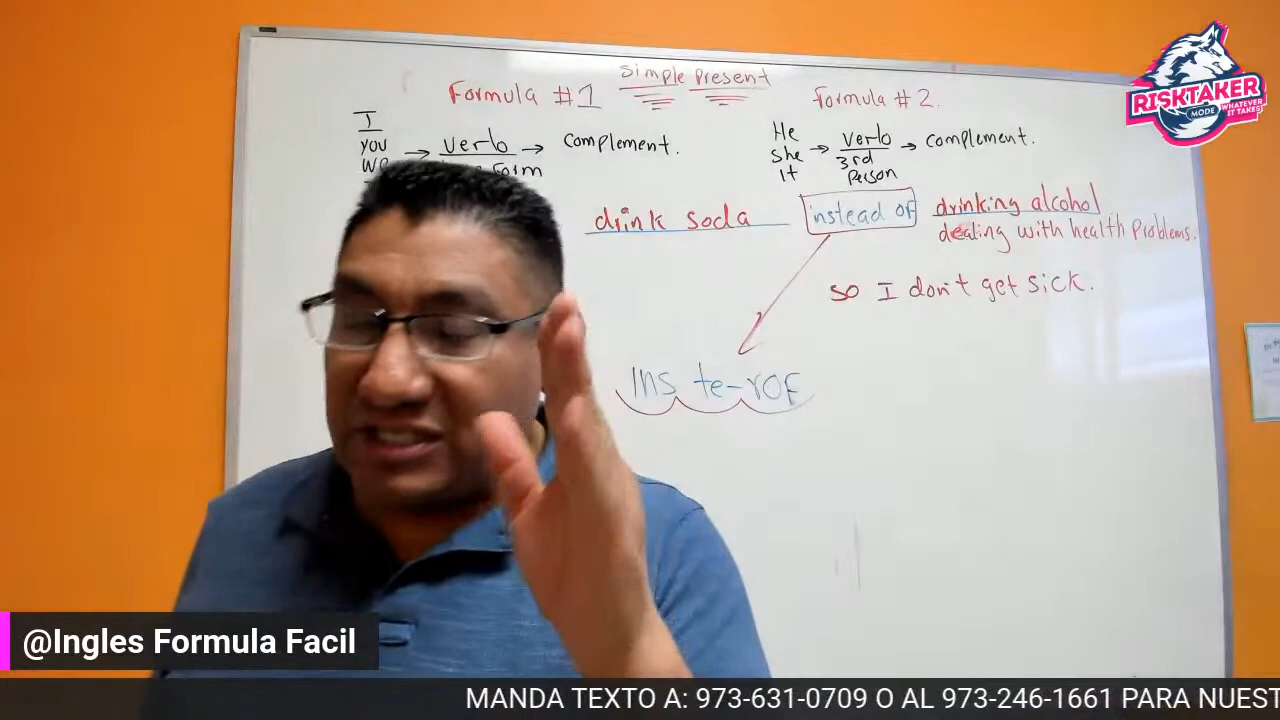 simple present
Formula #1
Formula # 2.
I
you
we
verbo
Form
complement.
He
she
it
verbo
3rd
Person
complement.
drink soda
instead of
drinking alcohol
dealing with health problems.
so I don't get sick.
Ins te-rOF
RISKTAKER
MODE
WHATEVER
IT TAKES
@Ingles Formula Facil
MANDA TEXTO A: 973-631-0709 O AL 973-246-1661 PARA NUEST